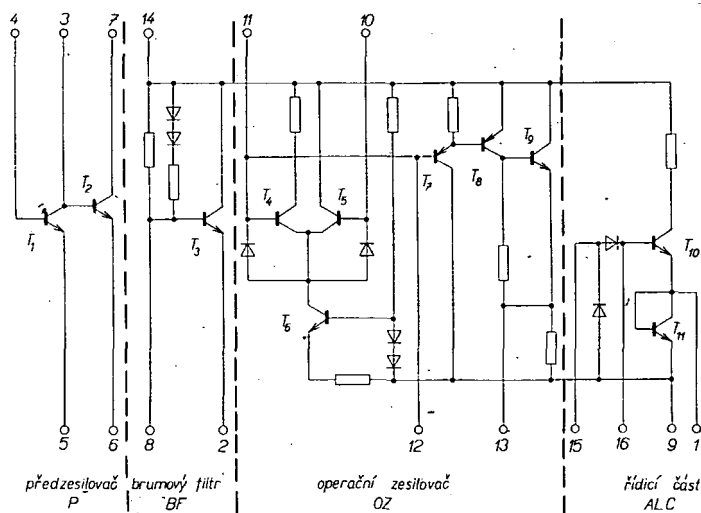 4 3 7 14 11 10
T1 T2 T3 T4 T5 T7 T8 T9
T6 T10 T11
5 6 8 2 12 13 15 16 9 1
předzesilovač brumový filtr operační zesilovač řídicí část
P BF OZ ALC